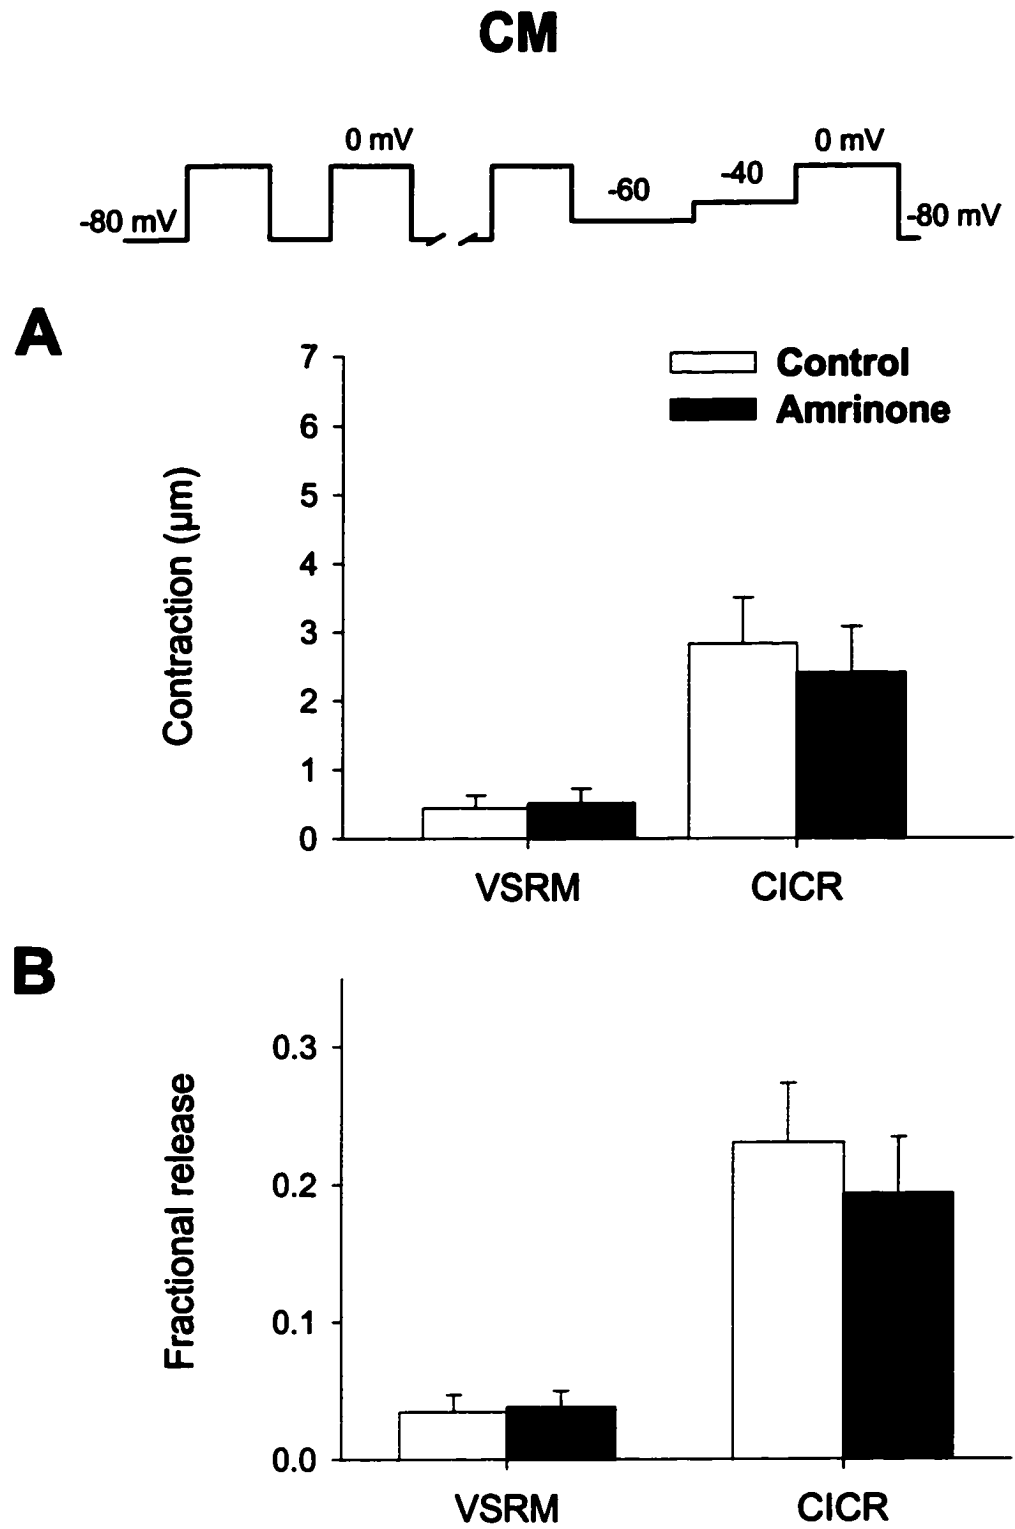 CM
0 mV
0 mV
-40
-60
-80 mV
-80 mV
A
7
Control
Amrinone
6
5
4
3
2
1
0
Contraction (µm)
VSRM
CICR
B
0.3
0.2
0.1
0.0
Fractional release
VSRM
CICR